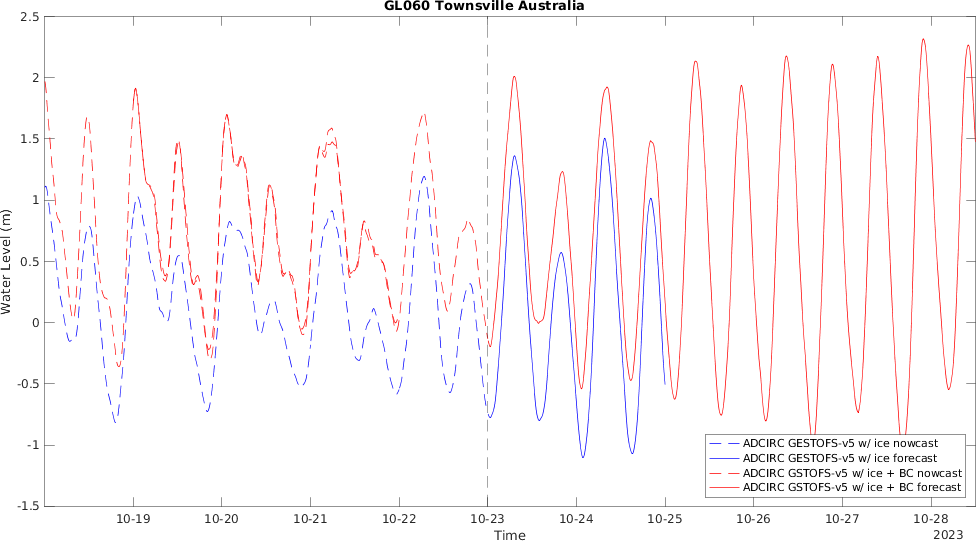 GL060 Townsville Australia
2.5
2
1.5
1
0.5
0
-0.5
-1
-1.5
Water Level (m)
ADCIRC GESTOFS-v5 w/ ice nowcast
ADCIRC GESTOFS-v5 w/ ice forecast
ADCIRC GSTOFS-v5 w/ ice + BC nowcast
ADCIRC GSTOFS-v5 w/ ice + BC forecast
10-19 10-20 10-21 10-22 10-23 10-24 10-25 10-26 10-27 10-28
Time
2023